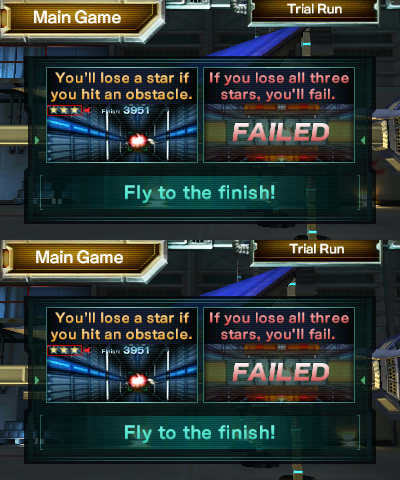 Main Game
Trial Run
You'll lose a star if
you hit an obstacle.
If you lose all three
stars, you'll fail.
Finish 3951
FAILED
Fly to the finish!
Main Game
Trial Run
You'll lose a star if
you hit an obstacle.
If you lose all three
stars, you'll fail.
Finish 3951
FAILED
Fly to the finish!